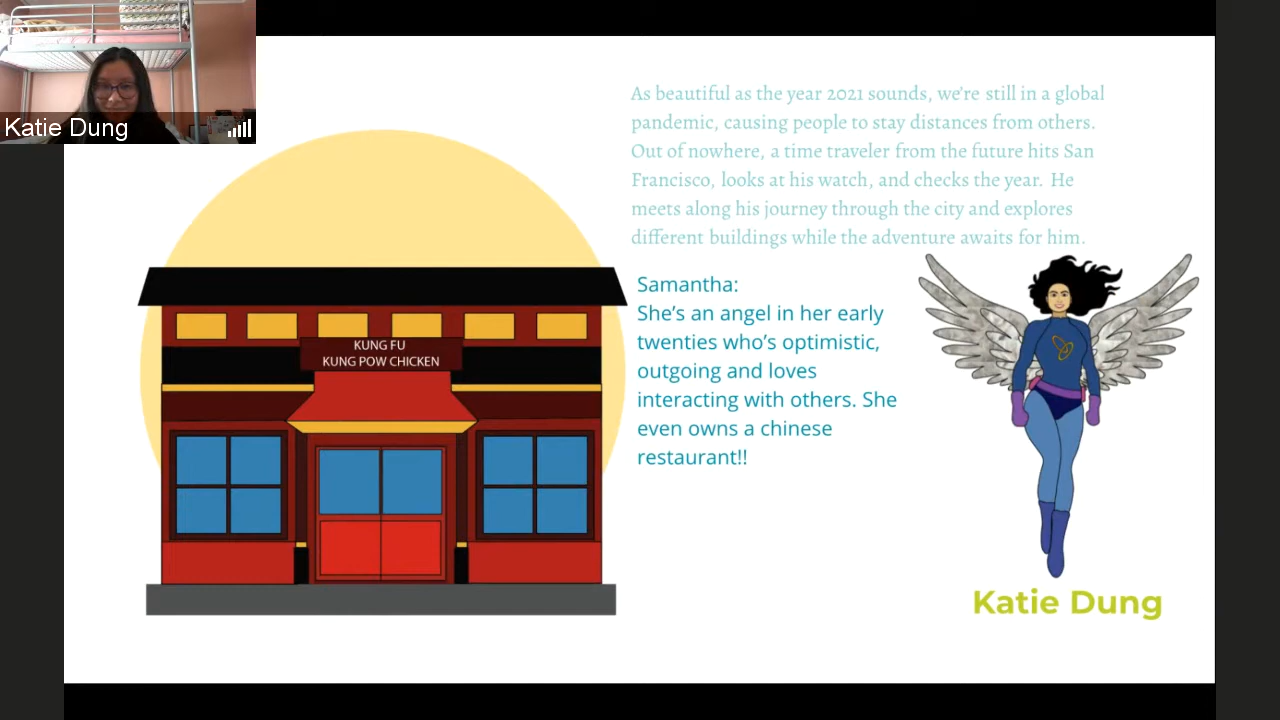 Katie Dung
As beautiful as the year 2021 sounds, we're still in a global
pandemic, causing people to stay distances from others.
Out of nowhere, a time traveler from the future hits San
Francisco, looks at his watch, and checks the year. He
meets along his journey through the city and explores
different buildings while the adventure awaits for him.
KUNG FU
KUNG POW CHICKEN
Samantha:
She's an angel in her early
twenties who's optimistic,
outgoing and loves
interacting with others. She
even owns a chinese
restaurant!!
Katie Dung